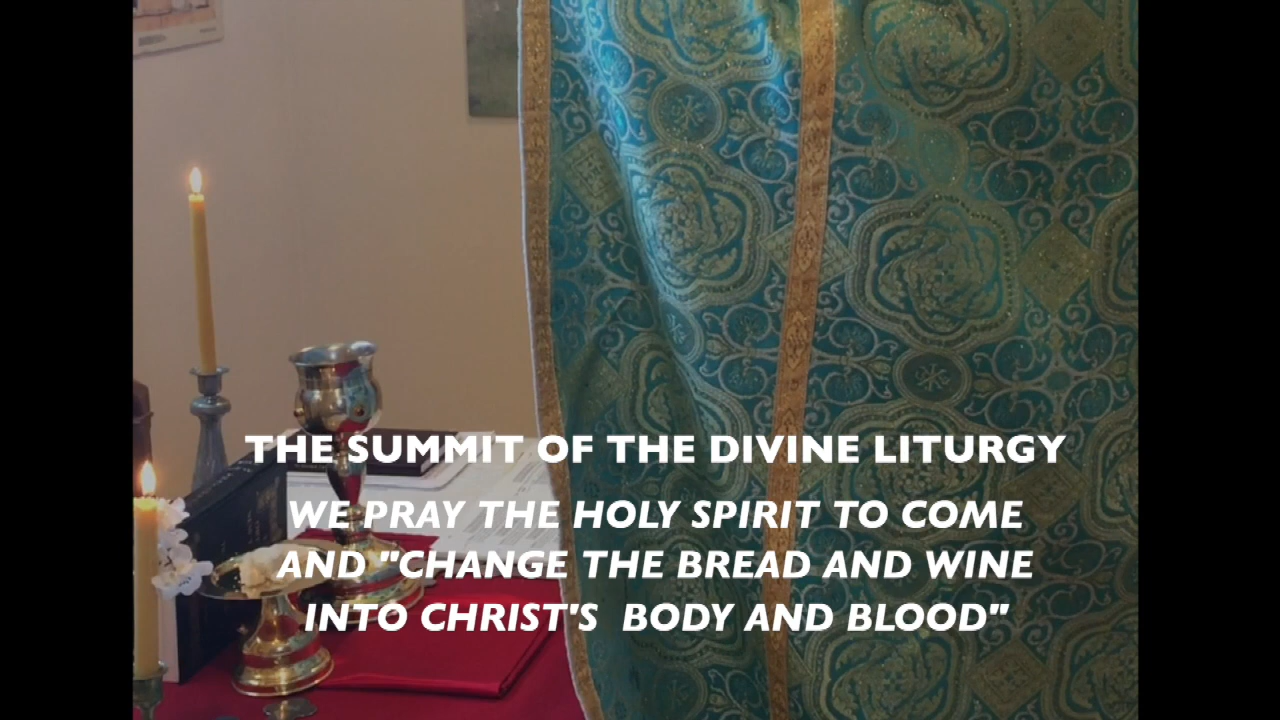 THE SUMMIT OF THE DIVINE LITURGY
WE PRAY THE HOLY SPIRIT TO COME
AND "CHANGE THE BREAD AND WINE
INTO CHRIST'S BODY AND BLOOD"